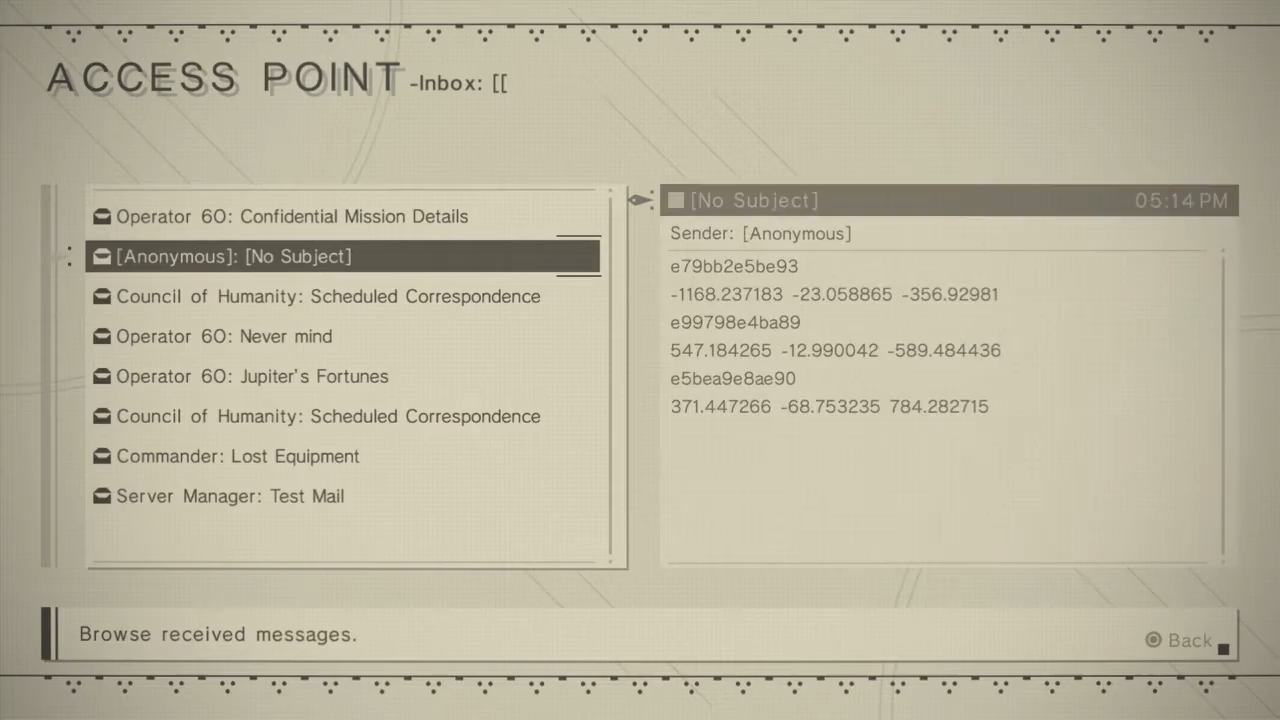 ACCESS POINT -Inbox: [[
Operator 6O: Confidential Mission Details
[Anonymous]: [No Subject]
Council of Humanity: Scheduled Correspondence
Operator 6O: Never mind
Operator 6O: Jupiter's Fortunes
Council of Humanity: Scheduled Correspondence
Commander: Lost Equipment
Server Manager: Test Mail
[No Subject] 05:14 PM
Sender: [Anonymous]
e79bb2e5be93
-1168.237183 -23.058865 -356.92981
e99798e4ba89
547.184265 -12.990042 -589.484436
e5bea9e8ae90
371.447266 -68.753235 784.282715
Browse received messages.
Back